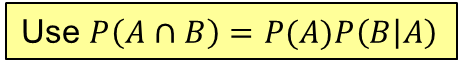 Use P(A ∩ B) = P(A)P(B|A)